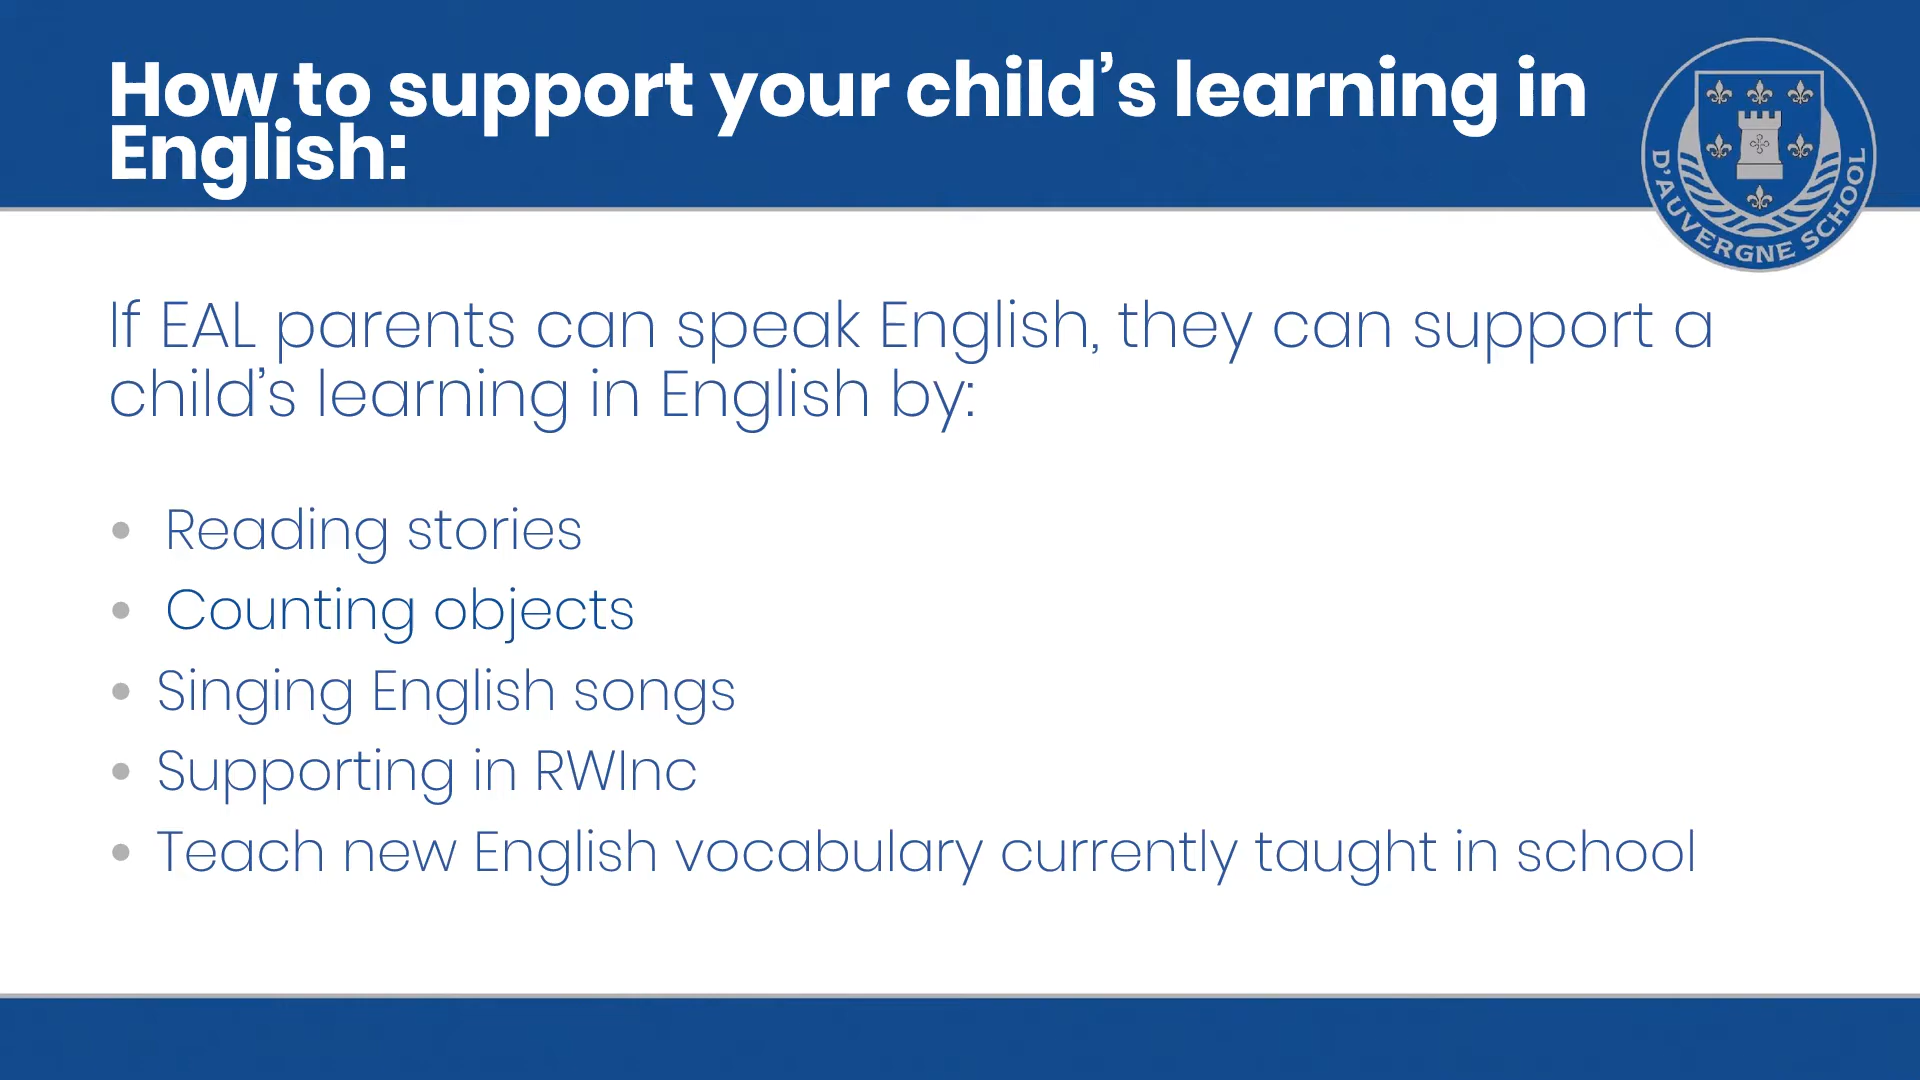 How to support your child’s learning in
English:
D'AUVERGNE SCHOOL
If EAL parents can speak English, they can support a
child’s learning in English by:
• Reading stories
• Counting objects
• Singing English songs
• Supporting in RWInc
• Teach new English vocabulary currently taught in school